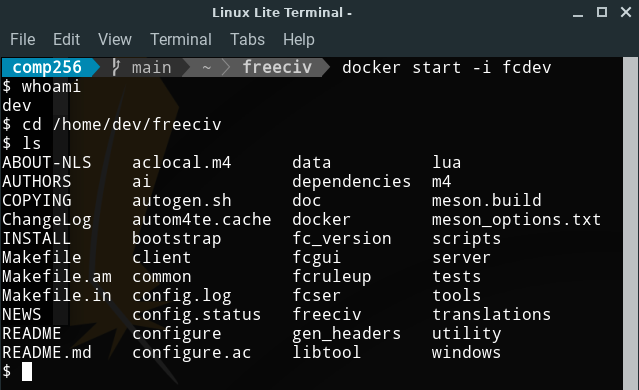 Linux Lite Terminal -
File Edit View Terminal Tabs Help
comp256 main ~ freeciv docker start -i fcdev
$ whoami
dev
$ cd /home/dev/freeciv
$ ls
ABOUT-NLS aclocal.m4 data lua
AUTHORS ai dependencies m4
COPYING autogen.sh doc meson.build
ChangeLog autom4te.cache docker meson_options.txt
INSTALL bootstrap fc_version scripts
Makefile client fcgui server
Makefile.am common fcruleup tests
Makefile.in config.log fcser tools
NEWS config.status freeciv translations
README configure gen_headers utility
README.md configure.ac libtool windows
$